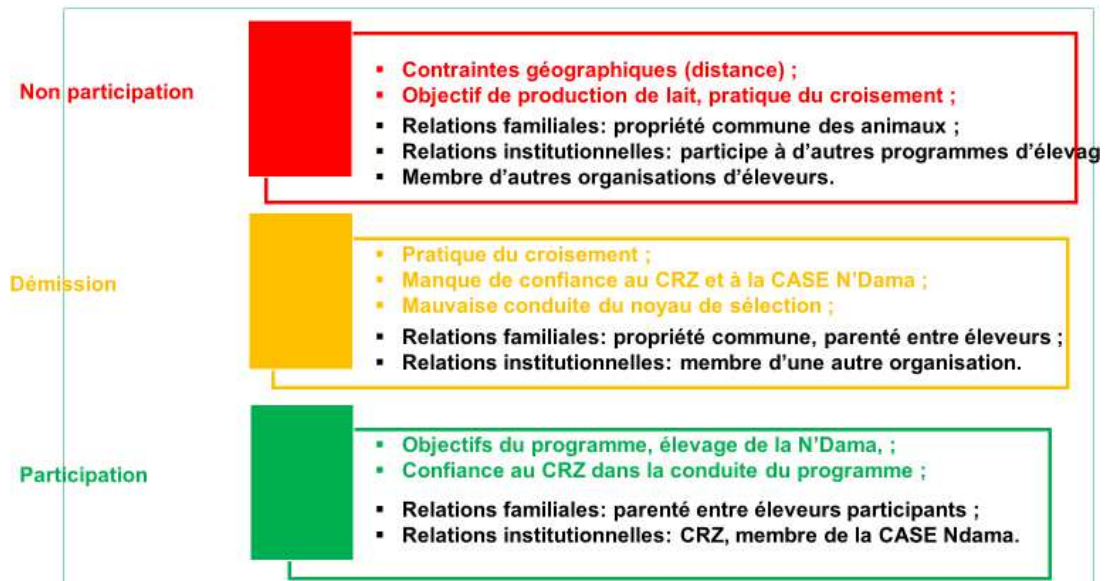 Non participation
▪ Contraintes géographiques (distance) ;
▪ Objectif de production de lait, pratique du croisement ;
▪ Relations familiales: propriété commune des animaux ;
▪ Relations institutionnelles: participe à d'autres programmes d'élevag
▪ Membre d'autres organisations d'éleveurs.
Démission
▪ Pratique du croisement ;
▪ Manque de confiance au CRZ et à la CASE N'Dama ;
▪ Mauvaise conduite du noyau de sélection ;
▪ Relations familiales: propriété commune, parenté entre éleveurs ;
▪ Relations institutionnelles: membre d'une autre organisation.
Participation
▪ Objectifs du programme, élevage de la N'Dama, ;
▪ Confiance au CRZ dans la conduite du programme ;
▪ Relations familiales: parenté entre éleveurs participants ;
▪ Relations institutionnelles: CRZ, membre de la CASE Ndama.